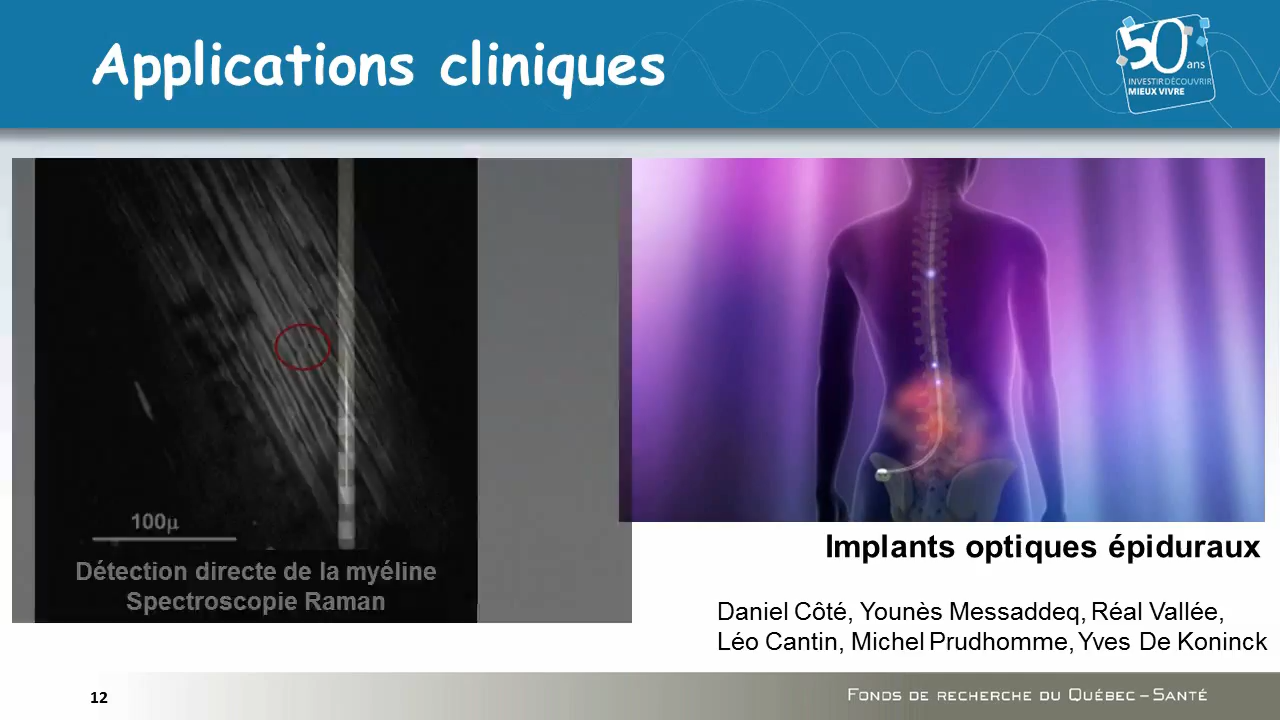 Applications cliniques
50 ans
INVESTIR DÉCOUVRIR
MIEUX VIVRE
100µ
Détection directe de la myéline
Spectroscopie Raman
Implants optiques épiduraux
Daniel Côté, Younès Messaddeq, Réal Vallée,
Léo Cantin, Michel Prudhomme, Yves De Koninck
12
FONDS DE RECHERCHE DU QUÉBEC – SANTÉ